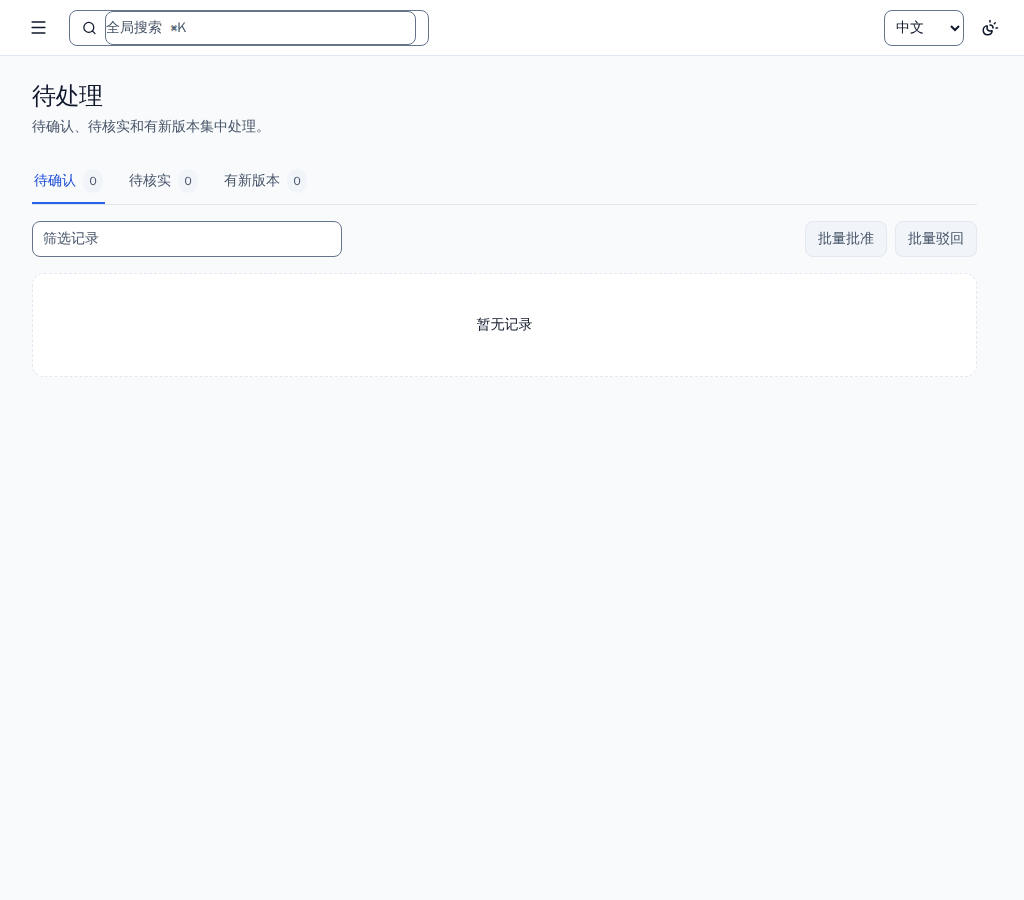 全局搜索 ⌘K
中文
待处理
待确认、待核实和有新版本集中处理。
待确认 0 待核实 0 有新版本 0
筛选记录
批量批准 批量驳回
暂无记录